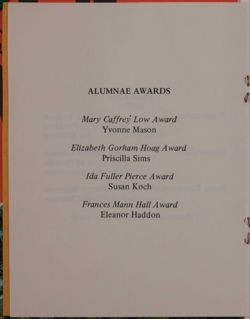 ALUMNAE AWARDS
Mary Caffrey Low Award
Yvonne Mason
Elizabeth Gorham Hoag Award
Priscilla Sims
Ida Fuller Pierce Award
Susan Koch
Frances Mann Hall Award
Eleanor Haddon